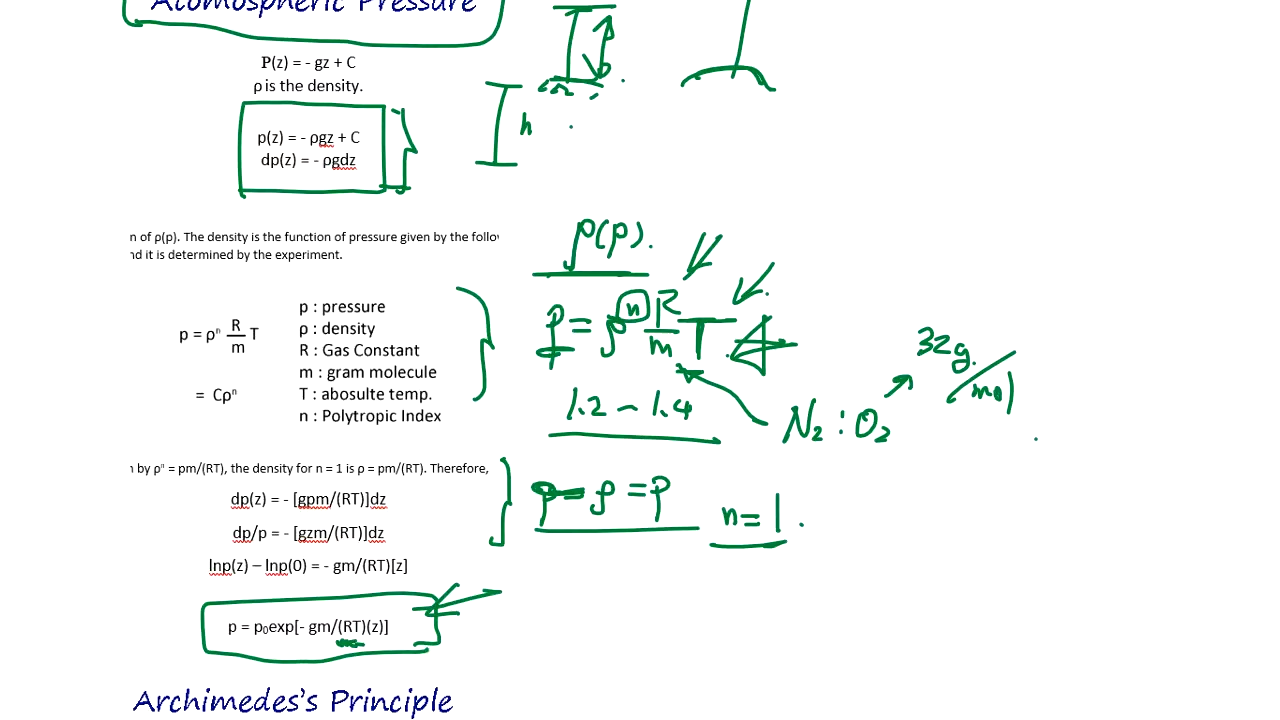 Atomospheric Pressure
P(z) = - gz + C
ρ is the density.
p(z) = - ρgz + C
dp(z) = - ρgdz
h
n of ρ(p). The density is the function of pressure given by the follo
nd it is determined by the experiment.
ρ(p).
p = ρⁿ R/m T
= Cρⁿ
p : pressure
ρ : density
R : Gas Constant
m : gram molecule
T : abosulte temp.
n : Polytropic Index
p = ρⁿ R/m T
1.2 ~ 1.4
N₂ : O₂
32g/mol
by ρⁿ = pm/(RT), the density for n = 1 is ρ = pm/(RT). Therefore,
dp(z) = - [gpm/(RT)]dz
dp/p = - [gzm/(RT)]dz
lnp(z) – lnp(0) = - gm/(RT)[z]
ρ = p
n = 1.
p = p₀exp[- gm/(RT)(z)]
Archimedes's Principle